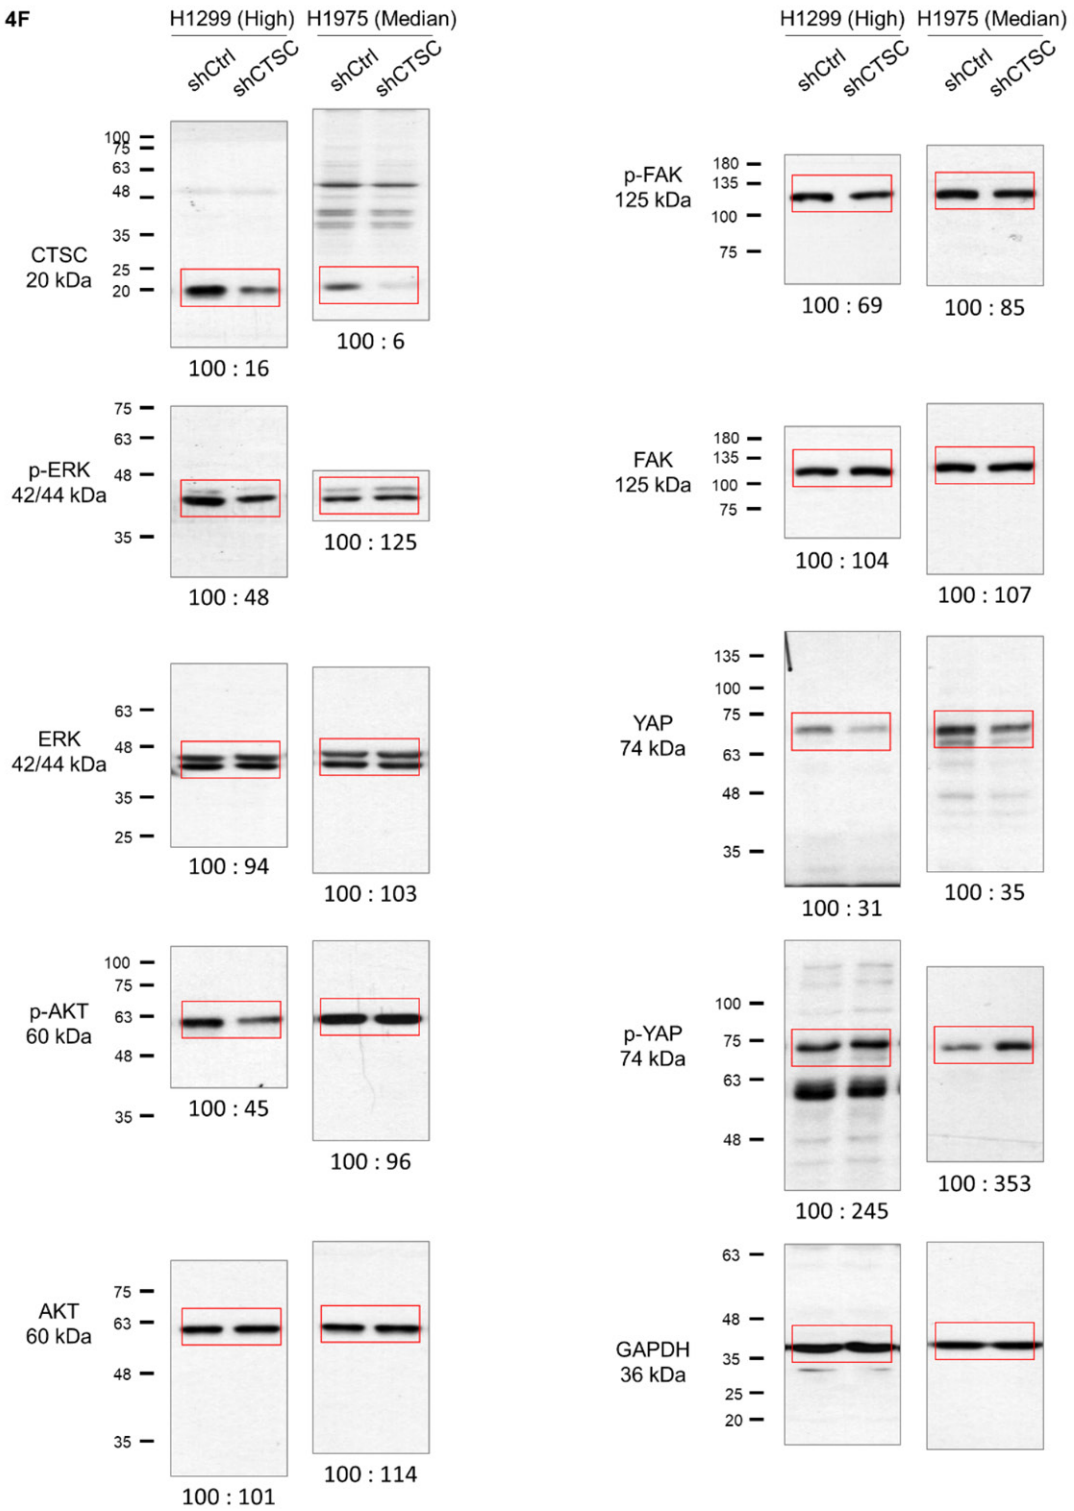 4F
H1299 (High) H1975 (Median)
shCtrl shCTSC shCtrl shCTSC
CTSC
20 kDa
100
75
63
48
35
25
20
100 : 16
100 : 6
p-ERK
42/44 kDa
75
63
48
35
100 : 48
100 : 125
ERK
42/44 kDa
63
48
35
25
100 : 94
100 : 103
p-AKT
60 kDa
100
75
63
48
35
100 : 45
100 : 96
AKT
60 kDa
75
63
48
35
100 : 101
100 : 114
H1299 (High) H1975 (Median)
shCtrl shCTSC shCtrl shCTSC
p-FAK
125 kDa
180
135
100
75
100 : 69
100 : 85
FAK
125 kDa
180
135
100
75
100 : 104
100 : 107
YAP
74 kDa
135
100
75
63
48
35
100 : 31
100 : 35
p-YAP
74 kDa
100
75
63
48
100 : 245
100 : 353
GAPDH
36 kDa
63
48
35
25
20